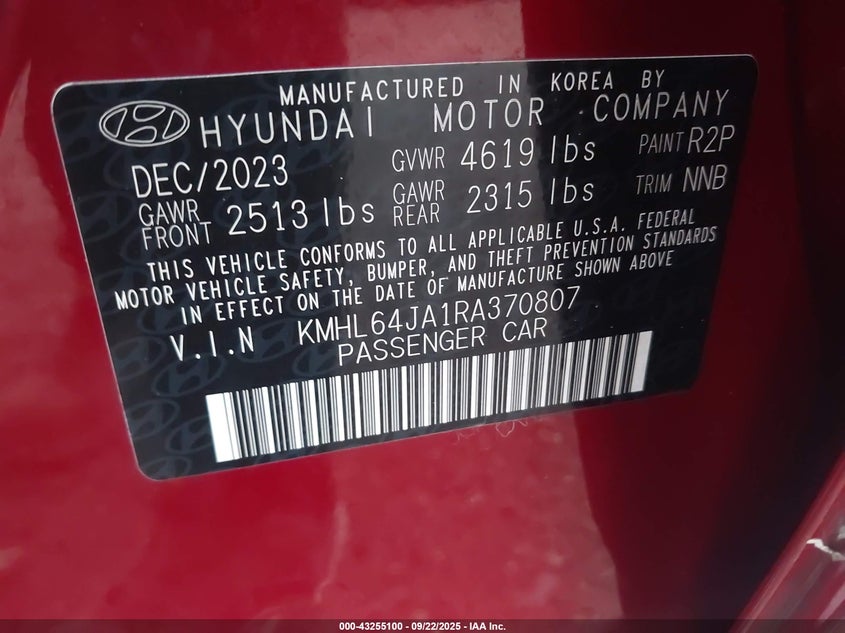 MANUFACTURED IN KOREA BY
HYUNDAI MOTOR COMPANY
DEC/2023 GVWR 4619 lbs PAINT R2P
GAWR FRONT 2513 lbs GAWR REAR 2315 lbs TRIM NNB
THIS VEHICLE CONFORMS TO ALL APPLICABLE U.S.A. FEDERAL
MOTOR VEHICLE SAFETY, BUMPER, AND THEFT PREVENTION STANDARDS
IN EFFECT ON THE DATE OF MANUFACTURE SHOWN ABOVE
V.I.N KMHL64JA1RA370807
PASSENGER CAR
000-43255100 - 09/22/2025 - IAA Inc.